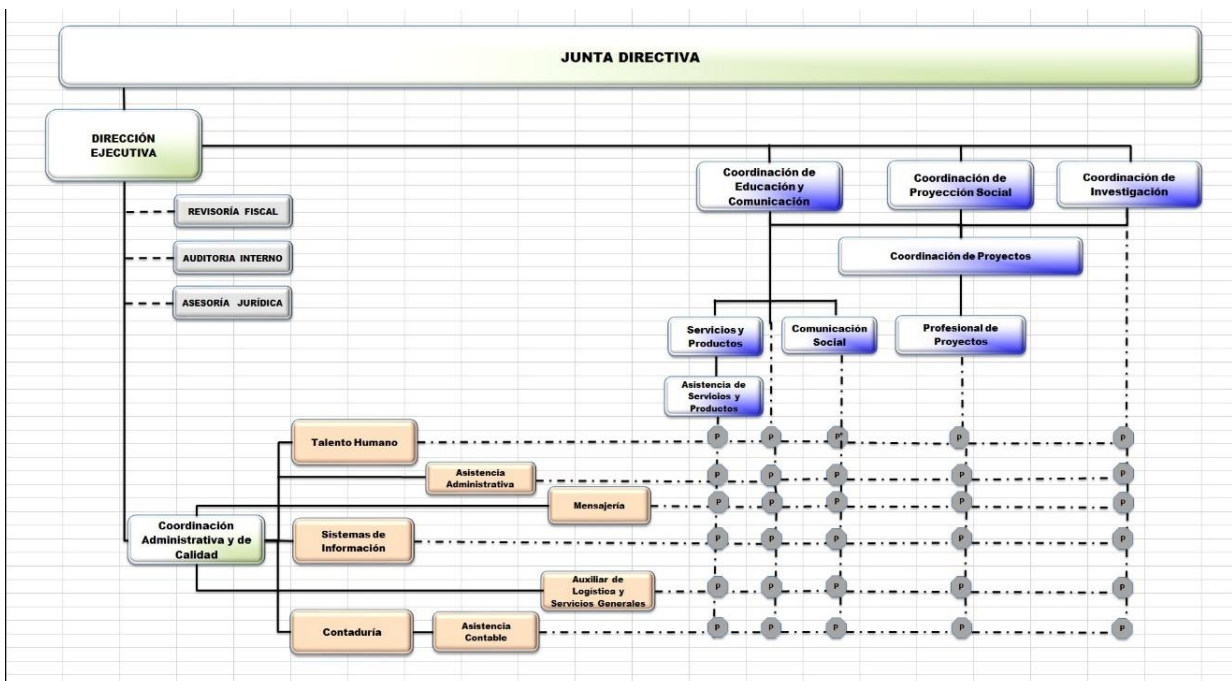 JUNTA DIRECTIVA
DIRECCIÓN
EJECUTIVA
Coordinación de
Educación y
Comunicación
Coordinación de
Proyección Social
Coordinación de
Investigación
REVISORÍA FISCAL
AUDITORIA INTERNO
ASESORÍA JURÍDICA
Coordinación de Proyectos
Servicios y
Productos
Comunicación
Social
Profesional de
Proyectos
Asistencia de
Servicios y
Productos
Talento Humano
P P P P P
Asistencia
Administrativa
P P P P P
Mensajería
P P P P P
Coordinación
Administrativa y de
Calidad
Sistemas de
Información
P P P P P
Auxiliar de
Logística y
Servicios Generales
P P P P P
Contaduría
Asistencia
Contable
P P P P P